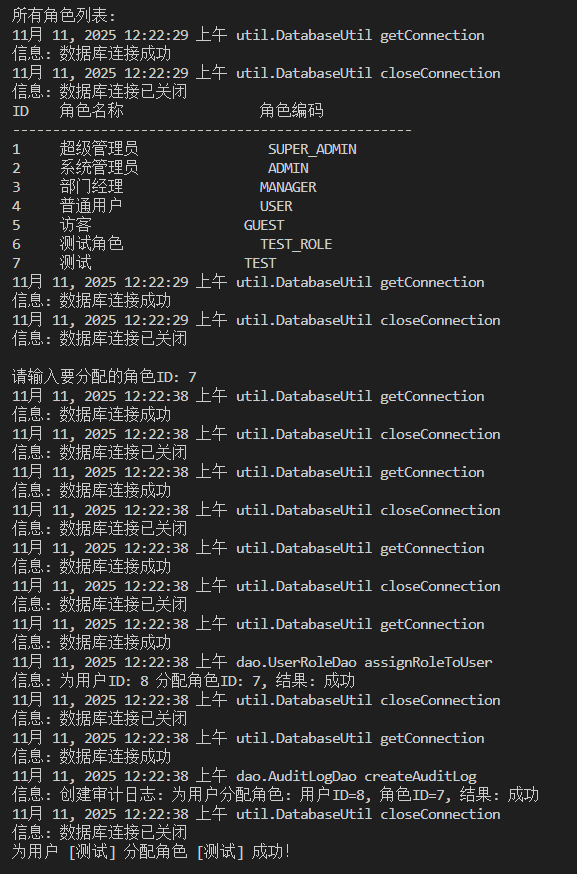 所有角色列表:
11月 11, 2025 12:22:29 上午 util.DatabaseUtil getConnection
信息: 数据库连接成功
11月 11, 2025 12:22:29 上午 util.DatabaseUtil closeConnection
信息: 数据库连接已关闭
ID 角色名称 角色编码
--------------------------------------------------
1 超级管理员 SUPER_ADMIN
2 系统管理员 ADMIN
3 部门经理 MANAGER
4 普通用户 USER
5 访客 GUEST
6 测试角色 TEST_ROLE
7 测试 TEST
11月 11, 2025 12:22:29 上午 util.DatabaseUtil getConnection
信息: 数据库连接成功
11月 11, 2025 12:22:29 上午 util.DatabaseUtil closeConnection
信息: 数据库连接已关闭
请输入要分配的角色ID: 7
11月 11, 2025 12:22:38 上午 util.DatabaseUtil getConnection
信息: 数据库连接成功
11月 11, 2025 12:22:38 上午 util.DatabaseUtil closeConnection
信息: 数据库连接已关闭
11月 11, 2025 12:22:38 上午 util.DatabaseUtil getConnection
信息: 数据库连接成功
11月 11, 2025 12:22:38 上午 util.DatabaseUtil closeConnection
信息: 数据库连接已关闭
11月 11, 2025 12:22:38 上午 util.DatabaseUtil getConnection
信息: 数据库连接成功
11月 11, 2025 12:22:38 上午 util.DatabaseUtil closeConnection
信息: 数据库连接已关闭
11月 11, 2025 12:22:38 上午 util.DatabaseUtil getConnection
信息: 数据库连接成功
11月 11, 2025 12:22:38 上午 dao.UserRoleDao assignRoleToUser
信息: 为用户ID: 8 分配角色ID: 7, 结果: 成功
11月 11, 2025 12:22:38 上午 util.DatabaseUtil closeConnection
信息: 数据库连接已关闭
11月 11, 2025 12:22:38 上午 util.DatabaseUtil getConnection
信息: 数据库连接成功
11月 11, 2025 12:22:38 上午 dao.AuditLogDao createAuditLog
信息: 创建审计日志: 为用户分配角色: 用户ID=8, 角色ID=7, 结果: 成功
11月 11, 2025 12:22:38 上午 util.DatabaseUtil closeConnection
信息: 数据库连接已关闭
为用户 [测试] 分配角色 [测试] 成功!